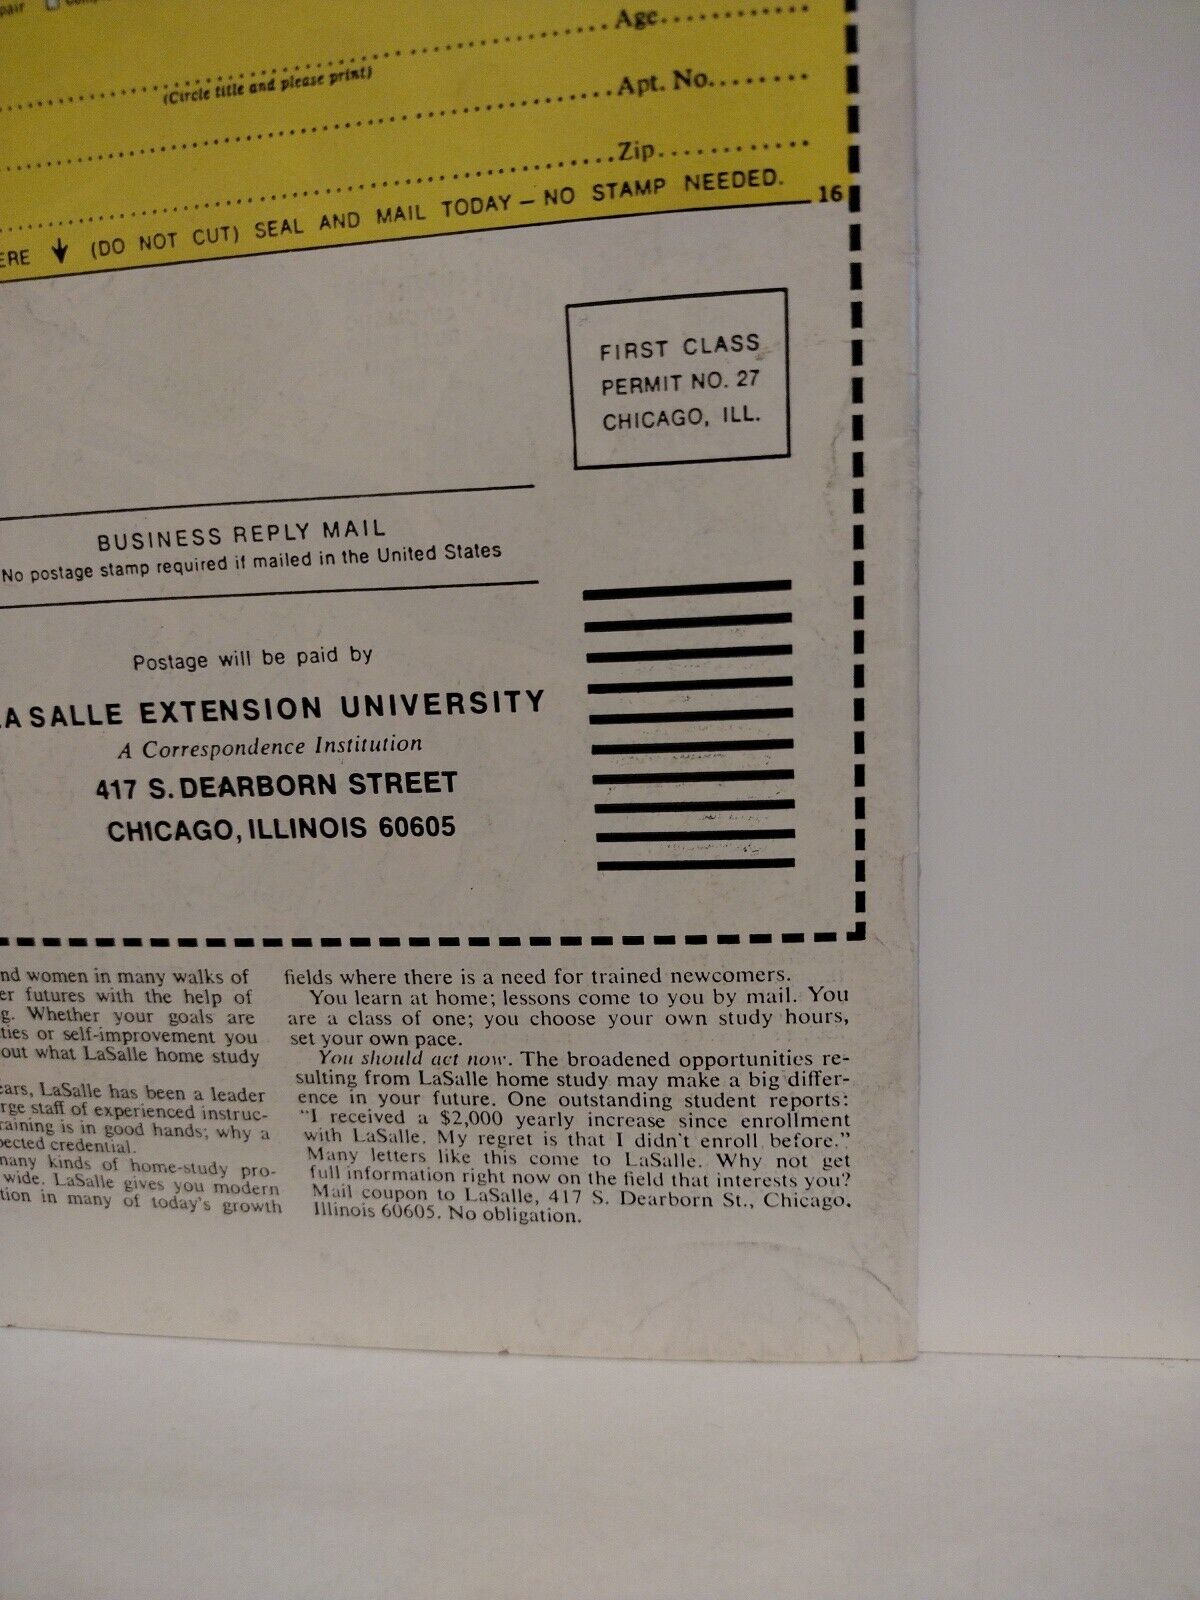 pair
Age
(Circle title and please print)
Apt. No.
Zip
ERE ↓ (DO NOT CUT) SEAL AND MAIL TODAY — NO STAMP NEEDED.
16
FIRST CLASS
PERMIT NO. 27
CHICAGO, ILL.
BUSINESS REPLY MAIL
No postage stamp required if mailed in the United States
Postage will be paid by
LA SALLE EXTENSION UNIVERSITY
A Correspondence Institution
417 S. DEARBORN STREET
CHICAGO, ILLINOIS 60605
nd women in many walks of
er futures with the help of
g. Whether your goals are
ties or self-improvement you
out what LaSalle home study
ears, LaSalle has been a leader
rge staff of experienced instruc-
raining is in good hands; why a
pected credential.
many kinds of home-study pro-
wide. LaSalle gives you modern
tion in many of today's growth
fields where there is a need for trained newcomers.
You learn at home; lessons come to you by mail. You
are a class of one; you choose your own study hours,
set your own pace.
You should act now. The broadened opportunities re-
sulting from LaSalle home study may make a big differ-
ence in your future. One outstanding student reports:
"I received a $2,000 yearly increase since enrollment
with LaSalle. My regret is that I didn't enroll before."
Many letters like this come to LaSalle. Why not get
full information right now on the field that interests you?
Mail coupon to LaSalle, 417 S. Dearborn St., Chicago,
Illinois 60605. No obligation.